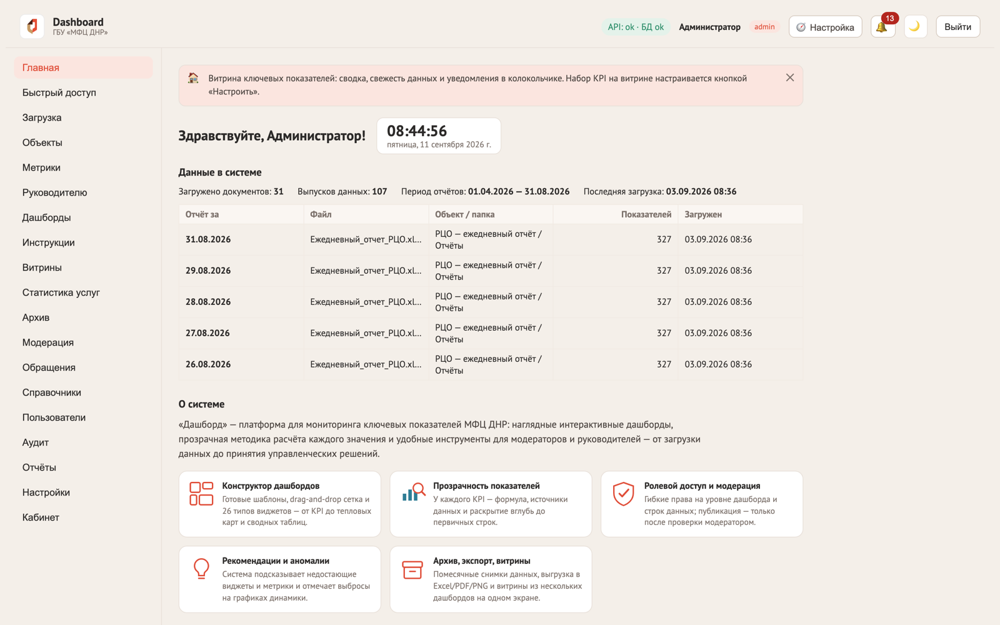 Dashboard
ГБУ «МФЦ ДНР»
API: ok · БД ok
Администратор
admin
Настройка
13
Выйти
Главная
Быстрый доступ
Загрузка
Объекты
Метрики
Руководителю
Дашборды
Инструкции
Витрины
Статистика услуг
Архив
Модерация
Обращения
Справочники
Пользователи
Аудит
Отчёты
Настройки
Кабинет
Витрина ключевых показателей: сводка, свежесть данных и уведомления в колокольчике. Набор KPI на витрине настраивается кнопкой
«Настроить».
Здравствуйте, Администратор!
08:44:56
пятница, 11 сентября 2026 г.
Данные в системе
Загружено документов: 31 Выпусков данных: 107 Период отчётов: 01.04.2026 — 31.08.2026 Последняя загрузка: 03.09.2026 08:36
Отчёт за Файл Объект / папка Показателей Загружен
31.08.2026 Ежедневный_отчет_РЦО.xl... РЦО — ежедневный отчёт / 327 03.09.2026 08:36
Отчёты
29.08.2026 Ежедневный_отчет_РЦО.xl... РЦО — ежедневный отчёт / 327 03.09.2026 08:36
Отчёты
28.08.2026 Ежедневный_отчет_РЦО.xl... РЦО — ежедневный отчёт / 327 03.09.2026 08:36
Отчёты
27.08.2026 Ежедневный_отчет_РЦО.xl... РЦО — ежедневный отчёт / 327 03.09.2026 08:36
Отчёты
26.08.2026 Ежедневный_отчет_РЦО.xl... РЦО — ежедневный отчёт / 327 03.09.2026 08:36
Отчёты
О системе
«Дашборд» — платформа для мониторинга ключевых показателей МФЦ ДНР: наглядные интерактивные дашборды,
прозрачная методика расчёта каждого значения и удобные инструменты для модераторов и руководителей — от загрузки
данных до принятия управленческих решений.
Конструктор дашбордов
Готовые шаблоны, drag-and-drop сетка и
26 типов виджетов — от KPI до тепловых
карт и сводных таблиц.
Прозрачность показателей
У каждого KPI — формула, источники
данных и раскрытие вглубь до
первичных строк.
Ролевой доступ и модерация
Гибкие права на уровне дашборда и
строк данных; публикация — только
после проверки модератором.
Рекомендации и аномалии
Система подсказывает недостающие
виджеты и метрики и отмечает выбросы
на графиках динамики.
Архив, экспорт, витрины
Помесячные снимки данных, выгрузка в
Excel/PDF/PNG и витрины из нескольких
дашбордов на одном экране.